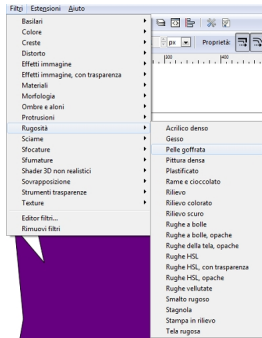 Filtri Estensioni Aiuto
Basilari
Colore
Creste
Distorto
Effetti immagine
Effetti immagine, con trasparenza
Materiali
Morfologia
Ombre e aloni
Protrusioni
Rugosità
Sciame
Sfocature
Sfumature
Shader 3D non realistici
Sovrapposizione
Strumenti trasparenze
Texture
Editor filtri...
Rimuovi filtri
px Proprietà:
300 400
Acrilico denso
Gesso
Pelle goffrata
Pittura densa
Plastificato
Rame e cioccolato
Rilievo
Rilievo colorato
Rilievo scuro
Rughe a bolle
Rughe a bolle, opache
Rughe della tela, opache
Rughe HSL
Rughe HSL, con trasparenza
Rughe HSL, opache
Rughe vellutate
Smalto rugoso
Stagnola
Stampa in rilievo
Tela rugosa